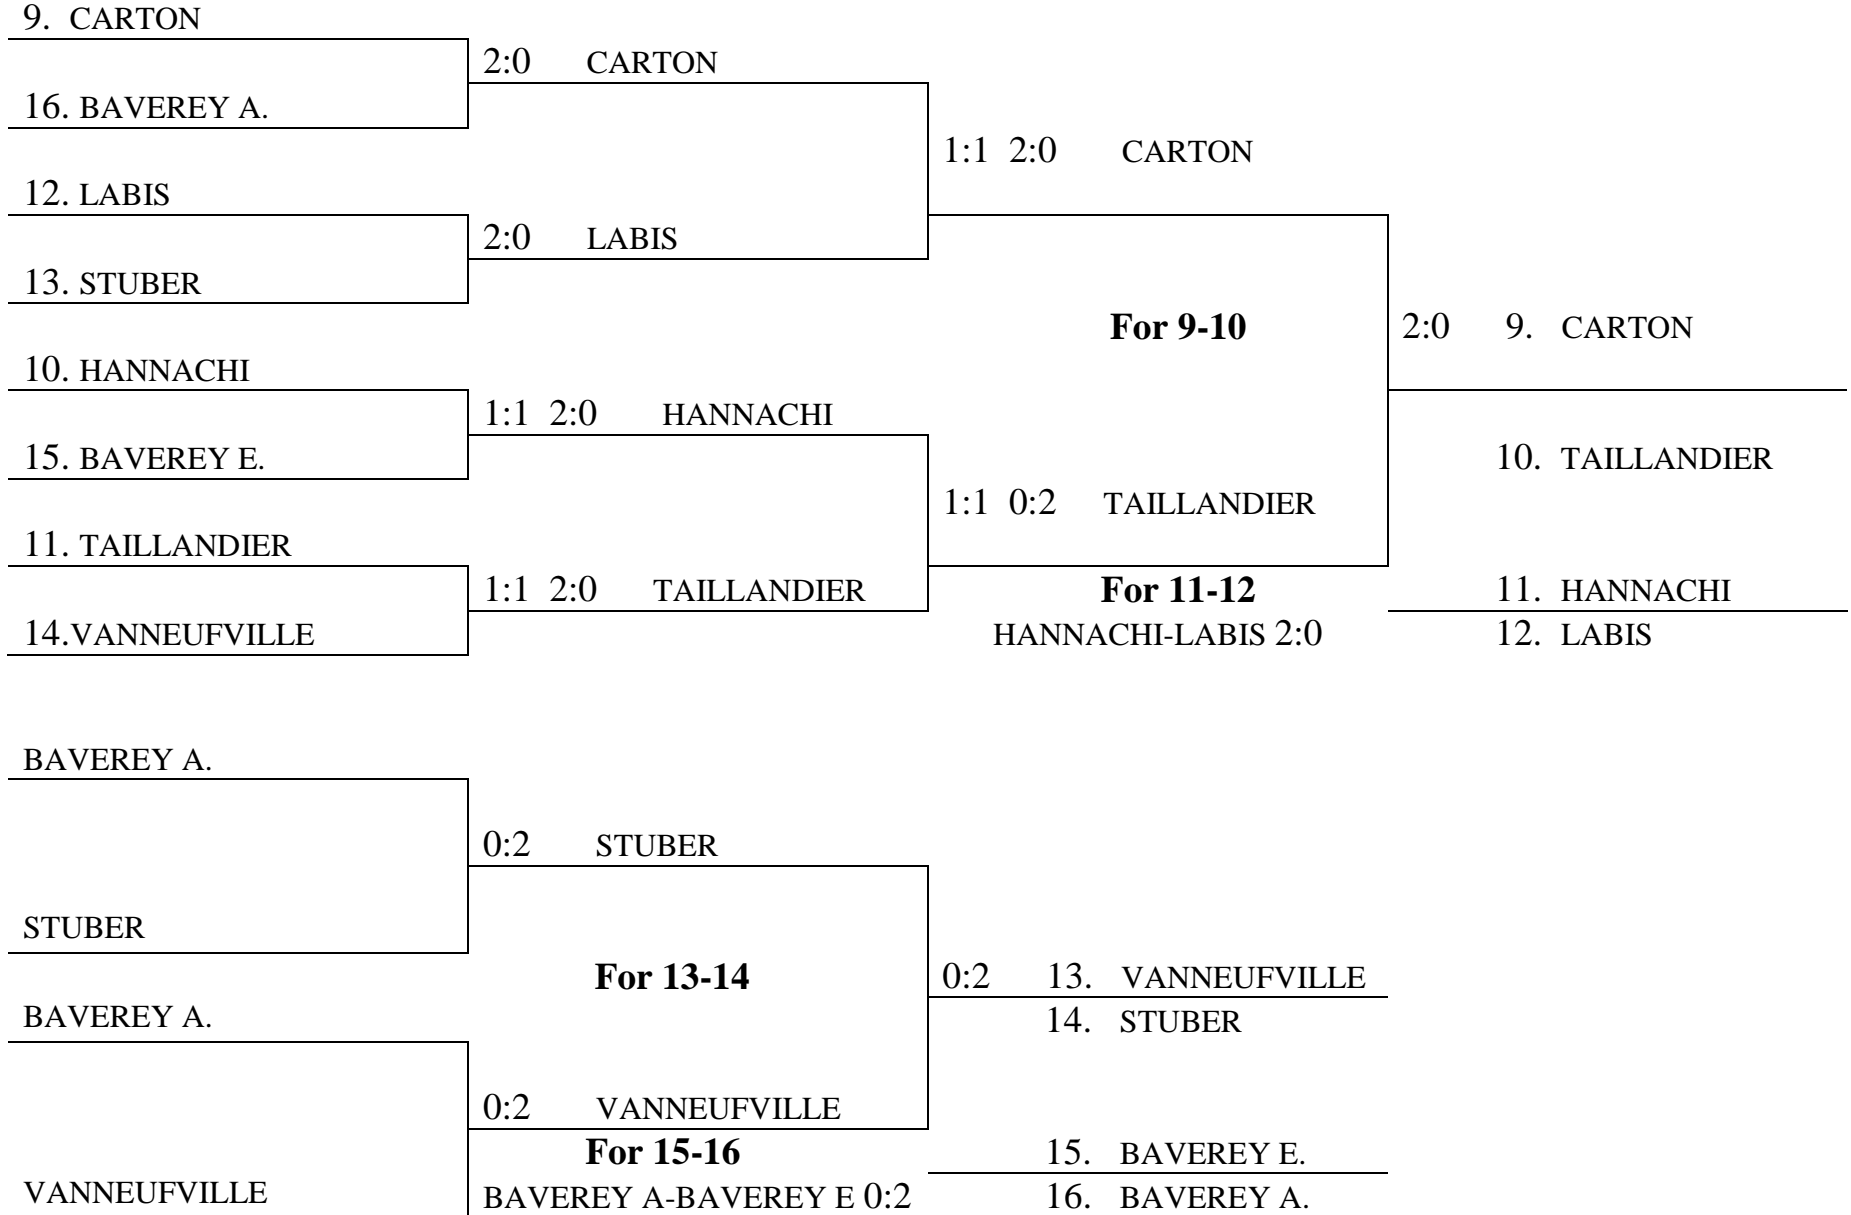 9. CARTON
2:0 CARTON
16. BAVEREY A.
1:1 2:0 CARTON
12. LABIS
2:0 LABIS
13. STUBER
For 9-10
2:0 9. CARTON
10. HANNACHI
1:1 2:0 HANNACHI
15. BAVEREY E.
10. TAILLANDIER
1:1 0:2 TAILLANDIER
11. TAILLANDIER
1:1 2:0 TAILLANDIER
For 11-12
11. HANNACHI
14.VANNEUFVILLE
HANNACHI-LABIS 2:0
12. LABIS
BAVEREY A.
0:2 STUBER
STUBER
For 13-14
0:2 13. VANNEUFVILLE
BAVEREY A.
14. STUBER
0:2 VANNEUFVILLE
For 15-16
15. BAVEREY E.
VANNEUFVILLE
BAVEREY A-BAVEREY E 0:2
16. BAVEREY A.